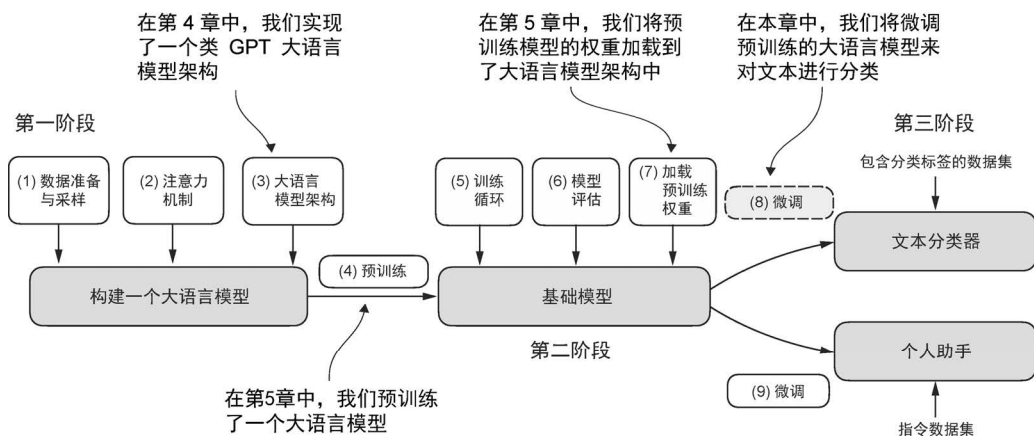 在第 4 章中，我们实现
了一个类 GPT 大语言
模型架构
在第 5 章中，我们将预
训练模型的权重加载到
了大语言模型架构中
在本章中，我们将微调
预训练的大语言模型来
对文本进行分类
第一阶段
第三阶段
(1) 数据准备
与采样
(2) 注意力
机制
(3) 大语言
模型架构
(5) 训练
循环
(6) 模型
评估
(7) 加载
预训练
权重
包含分类标签的数据集
(8) 微调
文本分类器
(4) 预训练
构建一个大语言模型
基础模型
第二阶段
个人助手
在第5章中，我们预训练
了一个大语言模型
(9) 微调
指令数据集